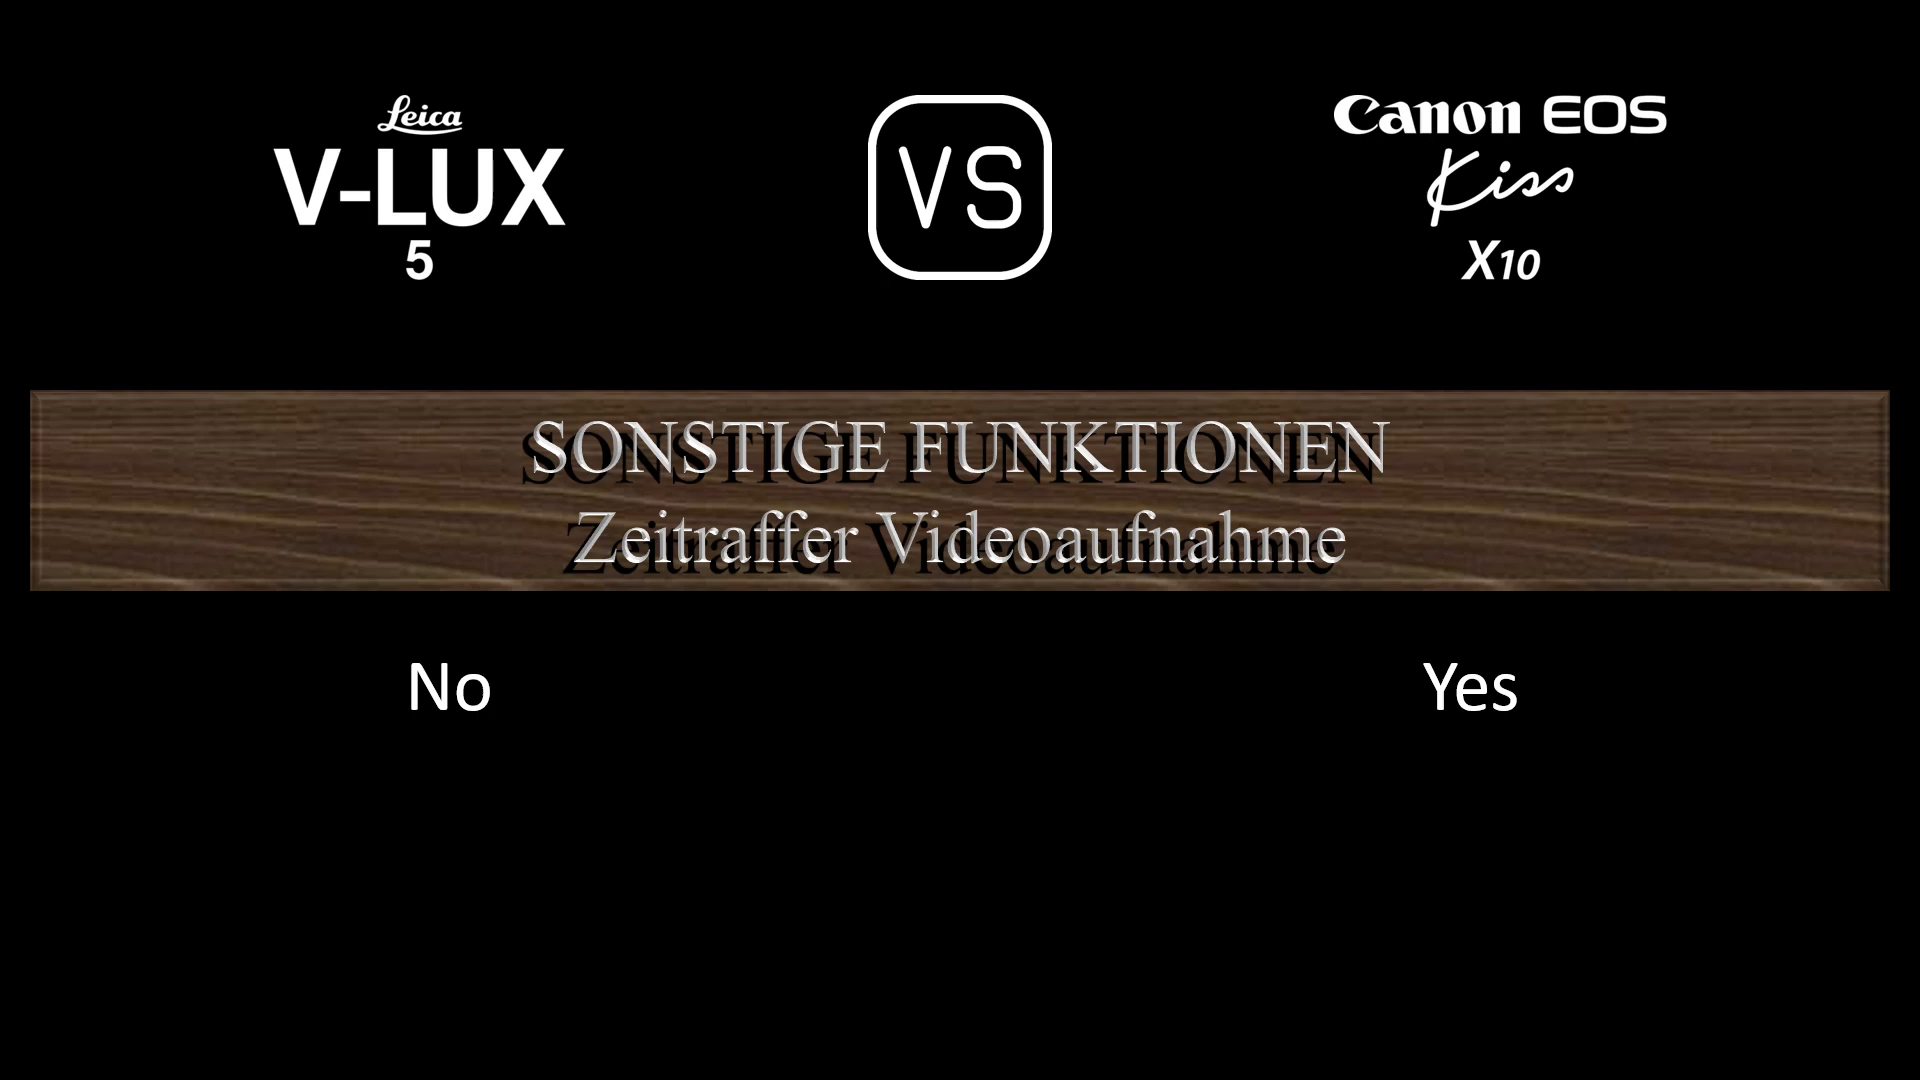 Leica
V-LUX
5
VS
Canon EOS
Kiss
X10
SONSTIGE FUNKTIONEN
Zeitraffer Videoaufnahme
No
Yes